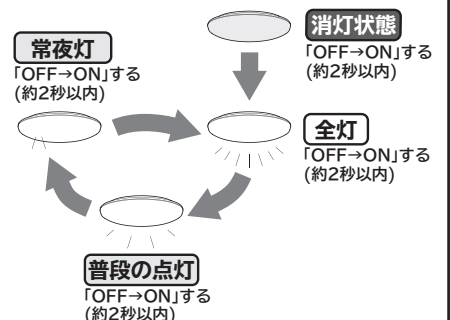 消灯状態
「OFF→ON」する
(約2秒以内)
常夜灯
「OFF→ON」する
(約2秒以内)
全灯
「OFF→ON」する
(約2秒以内)
普段の点灯
「OFF→ON」する
(約2秒以内)